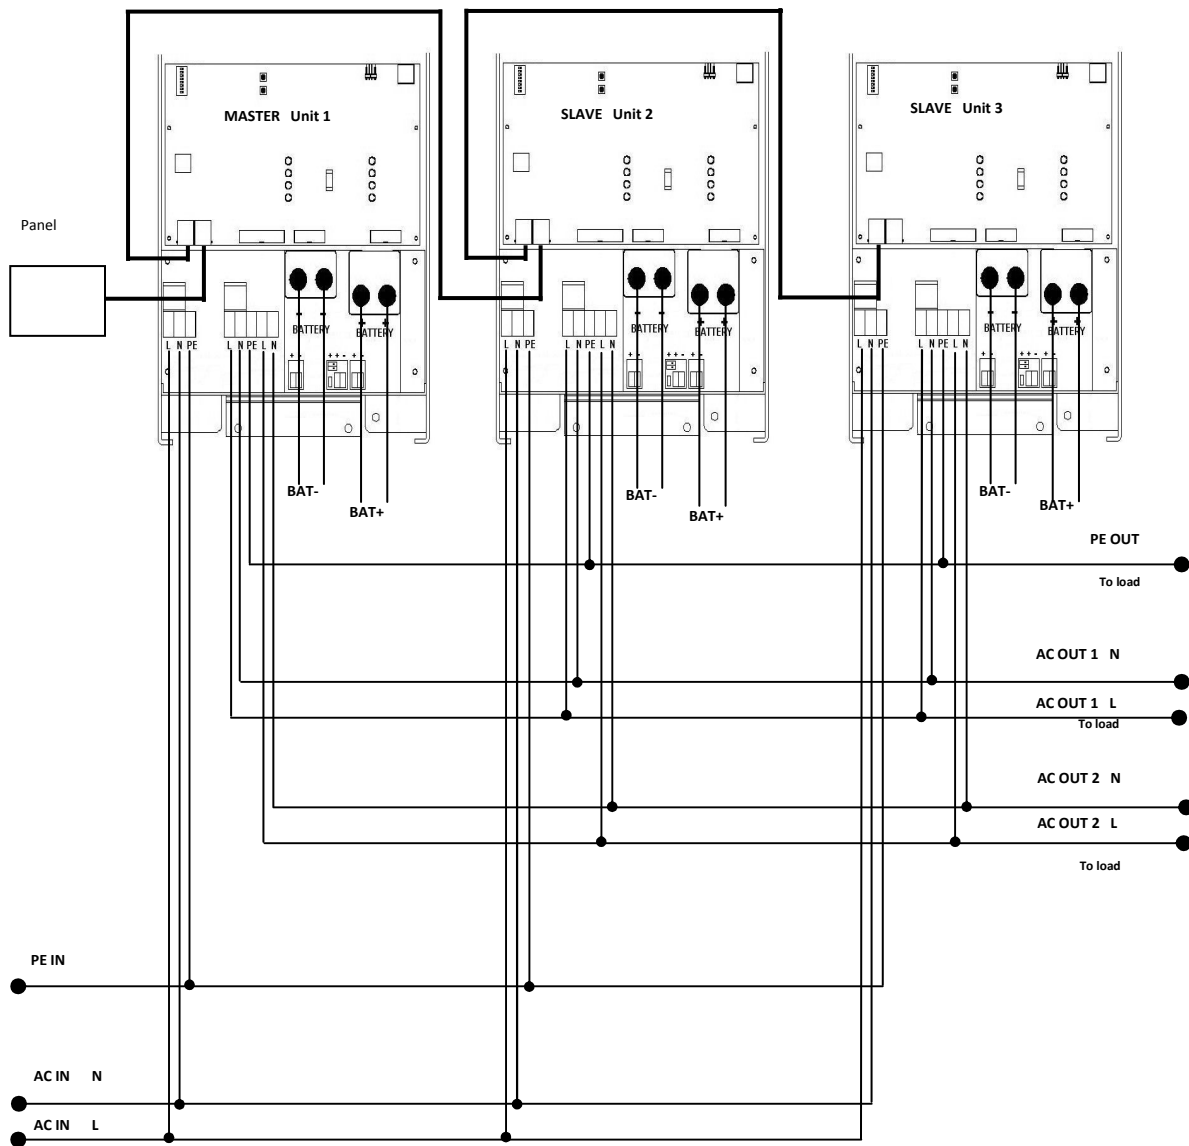 MASTER Unit 1
SLAVE Unit 2
SLAVE Unit 3
Panel
- -
BATTERY
+ +
BATTERY
- -
BATTERY
+ +
BATTERY
- -
BATTERY
+ +
BATTERY
L N PE
L N PE L N
+ -
+ + -
+ -
L N PE
L N PE L N
+ -
+ + -
+ -
L N PE
L N PE L N
+ -
+ + -
+ -
BAT-
BAT+
BAT-
BAT+
BAT-
BAT+
PE OUT
To load
AC OUT 1 N
AC OUT 1 L
To load
AC OUT 2 N
AC OUT 2 L
To load
PE IN
AC IN N
AC IN L